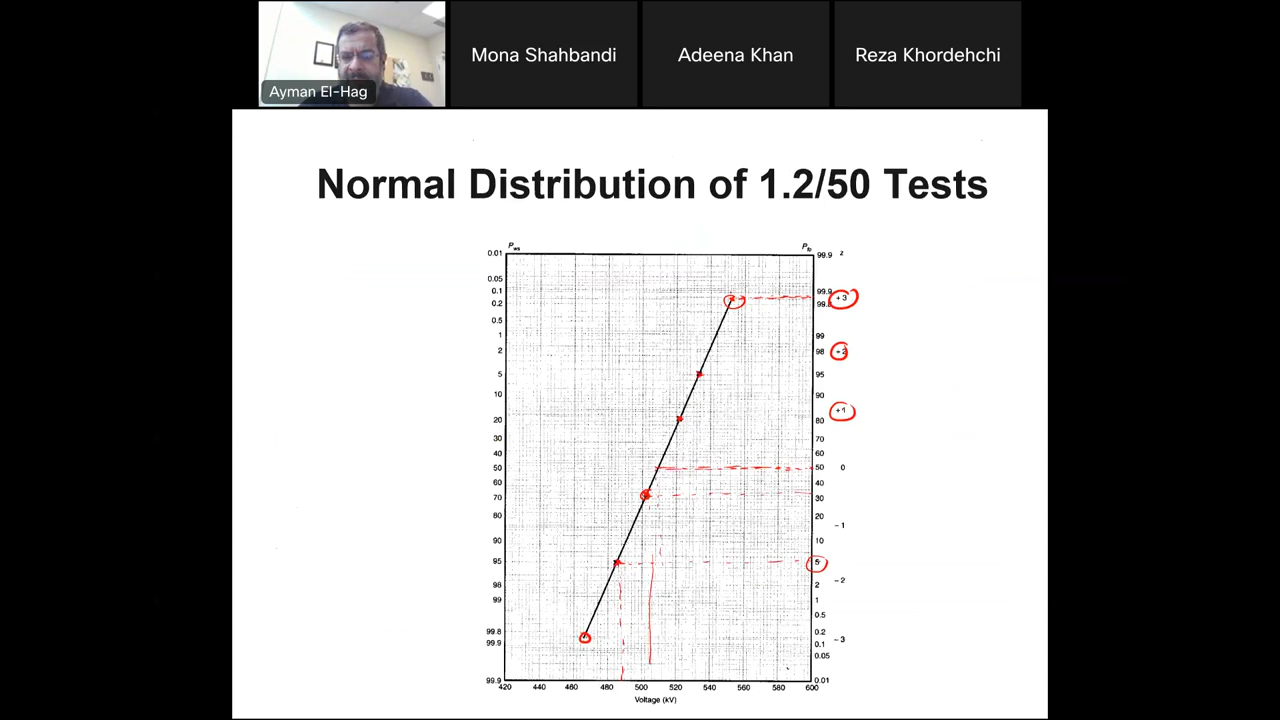 Ayman El-Hag
Mona Shahbandi
Adeena Khan
Reza Khordehchi
Normal Distribution of 1.2/50 Tests
Pws
Pfo
z
0.01 99.9
0.05
0.1 99.9
0.2 99.8 +3
0.5
1 99
2 98 +2
5 95
10 90
+1
20 80
30 70
40 60
50 50 0
60 40
70 30
80 20
-1
90 10
95 5
-2
98 2
99 1
0.5
99.8 0.2
-3
99.9 0.1
0.05
99.9 0.01
420 440 460 480 500 520 540 560 580 600
Voltage (kV)